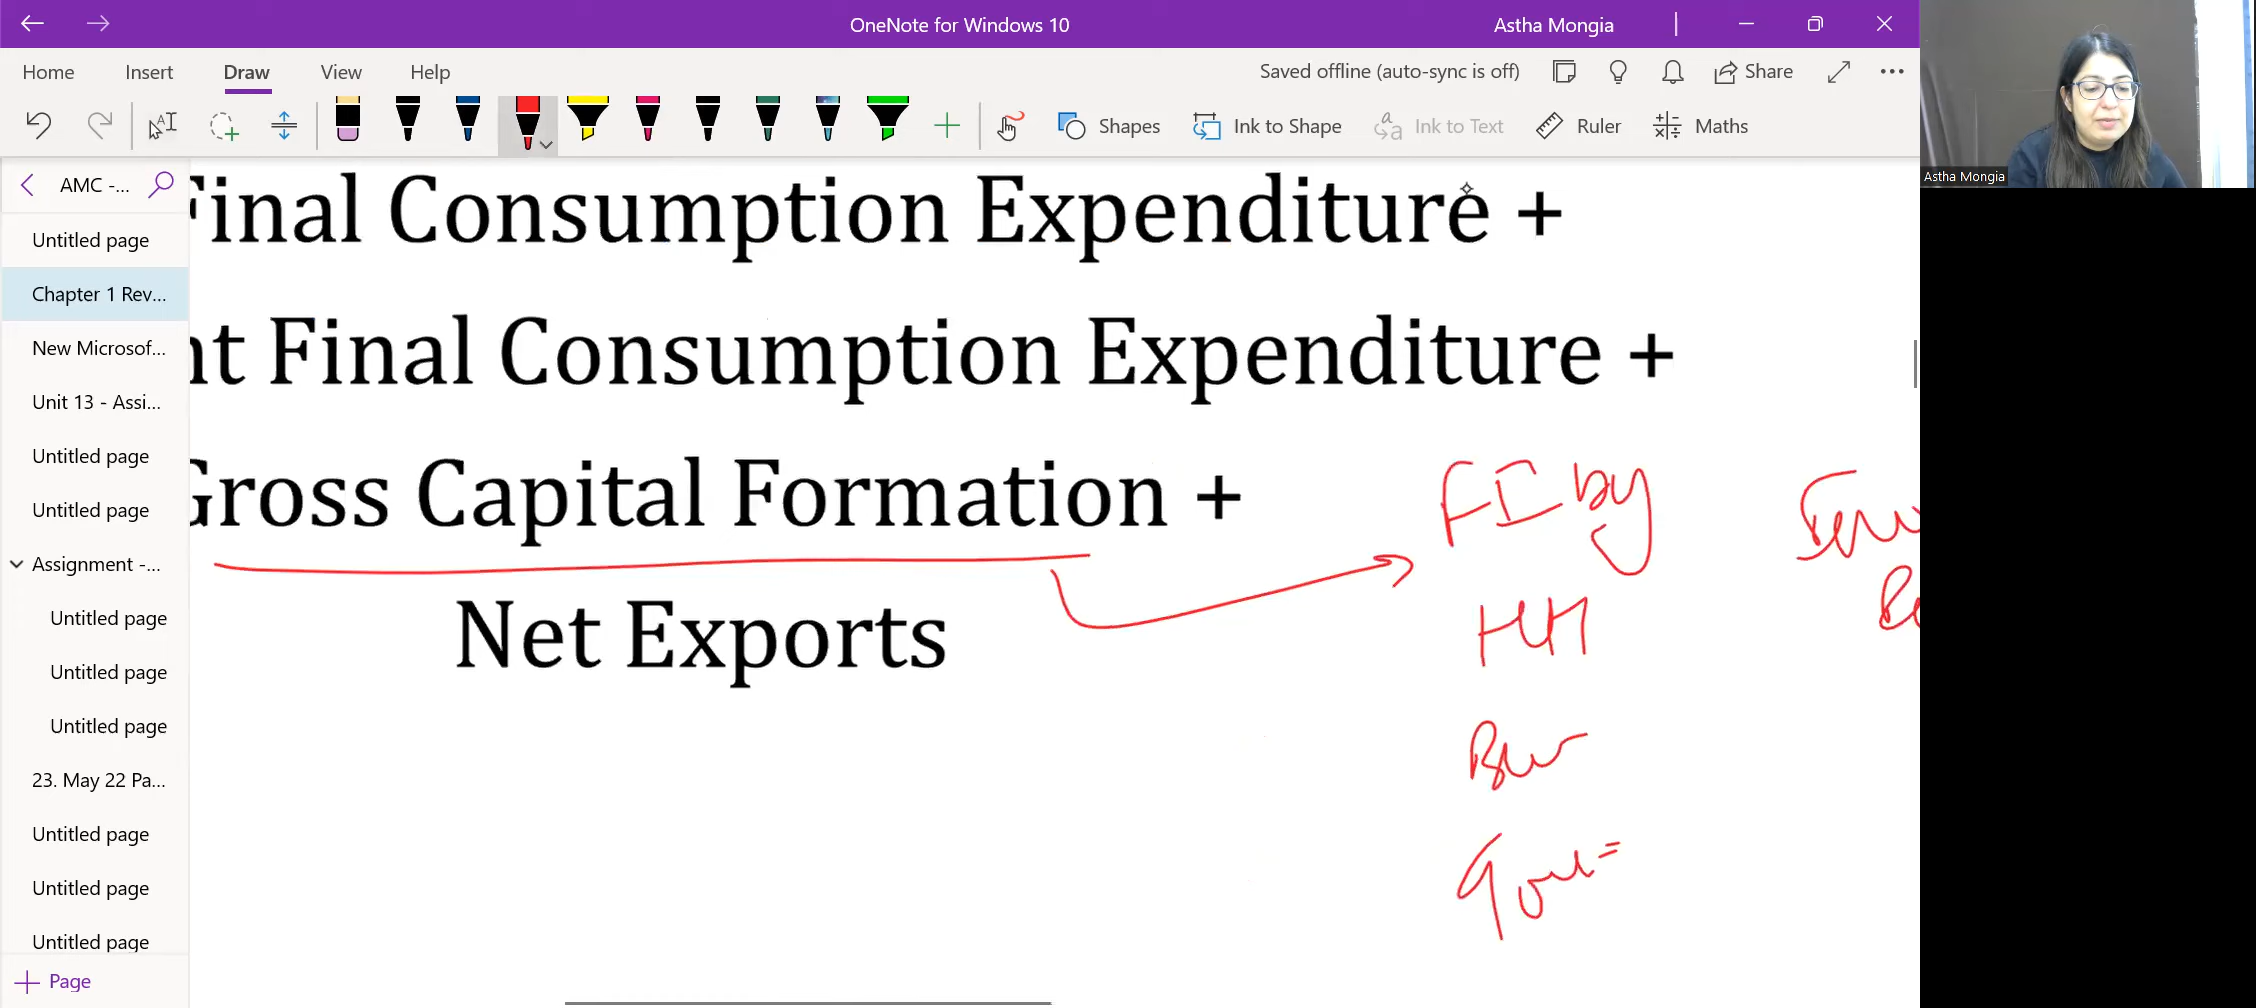 OneNote for Windows 10
Astha Mongia
Home Insert Draw View Help
Saved offline (auto-sync is off) Share
Shapes Ink to Shape Ink to Text Ruler Maths
Astha Mongia
AMC -...
Untitled page
Chapter 1 Rev...
New Microsof...
Unit 13 - Assi...
Untitled page
Untitled page
Assignment -...
Untitled page
Untitled page
Untitled page
23. May 22 Pa...
Untitled page
Untitled page
Untitled page
Page
Final Consumption Expenditure +
nt Final Consumption Expenditure +
Gross Capital Formation +
Net Exports
FI by
HH